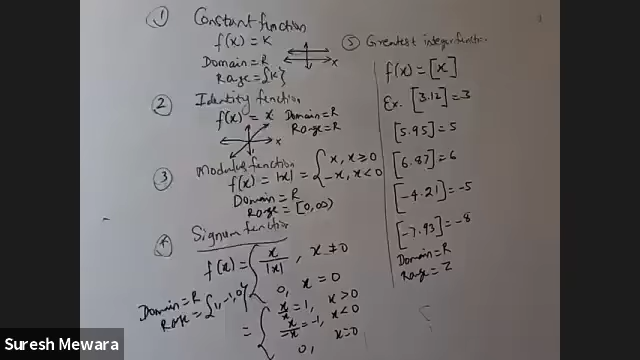 ① Constant function
f(x) = K
Domain = R
Range = {K}
x
② Identity function
f(x) = x Domain = R
Range = R
x
③ Modulus function
f(x) = |x| = { x, x ≥ 0
-x, x < 0
Domain = R
Range = [0, ∞)
④ Signum function
f(x) = { x/|x| , x ≠ 0
0, x = 0
Domain = R
Range = {1, -1, 0}
= { x/x = 1, x > 0
x/-x = -1, x < 0
0, x = 0
⑤ Greatest integer function
f(x) = [x]
Ex. [3.12] = 3
[5.95] = 5
[6.87] = 6
[-4.21] = -5
[-7.93] = -8
Domain = R
Range = Z
Suresh Mewara